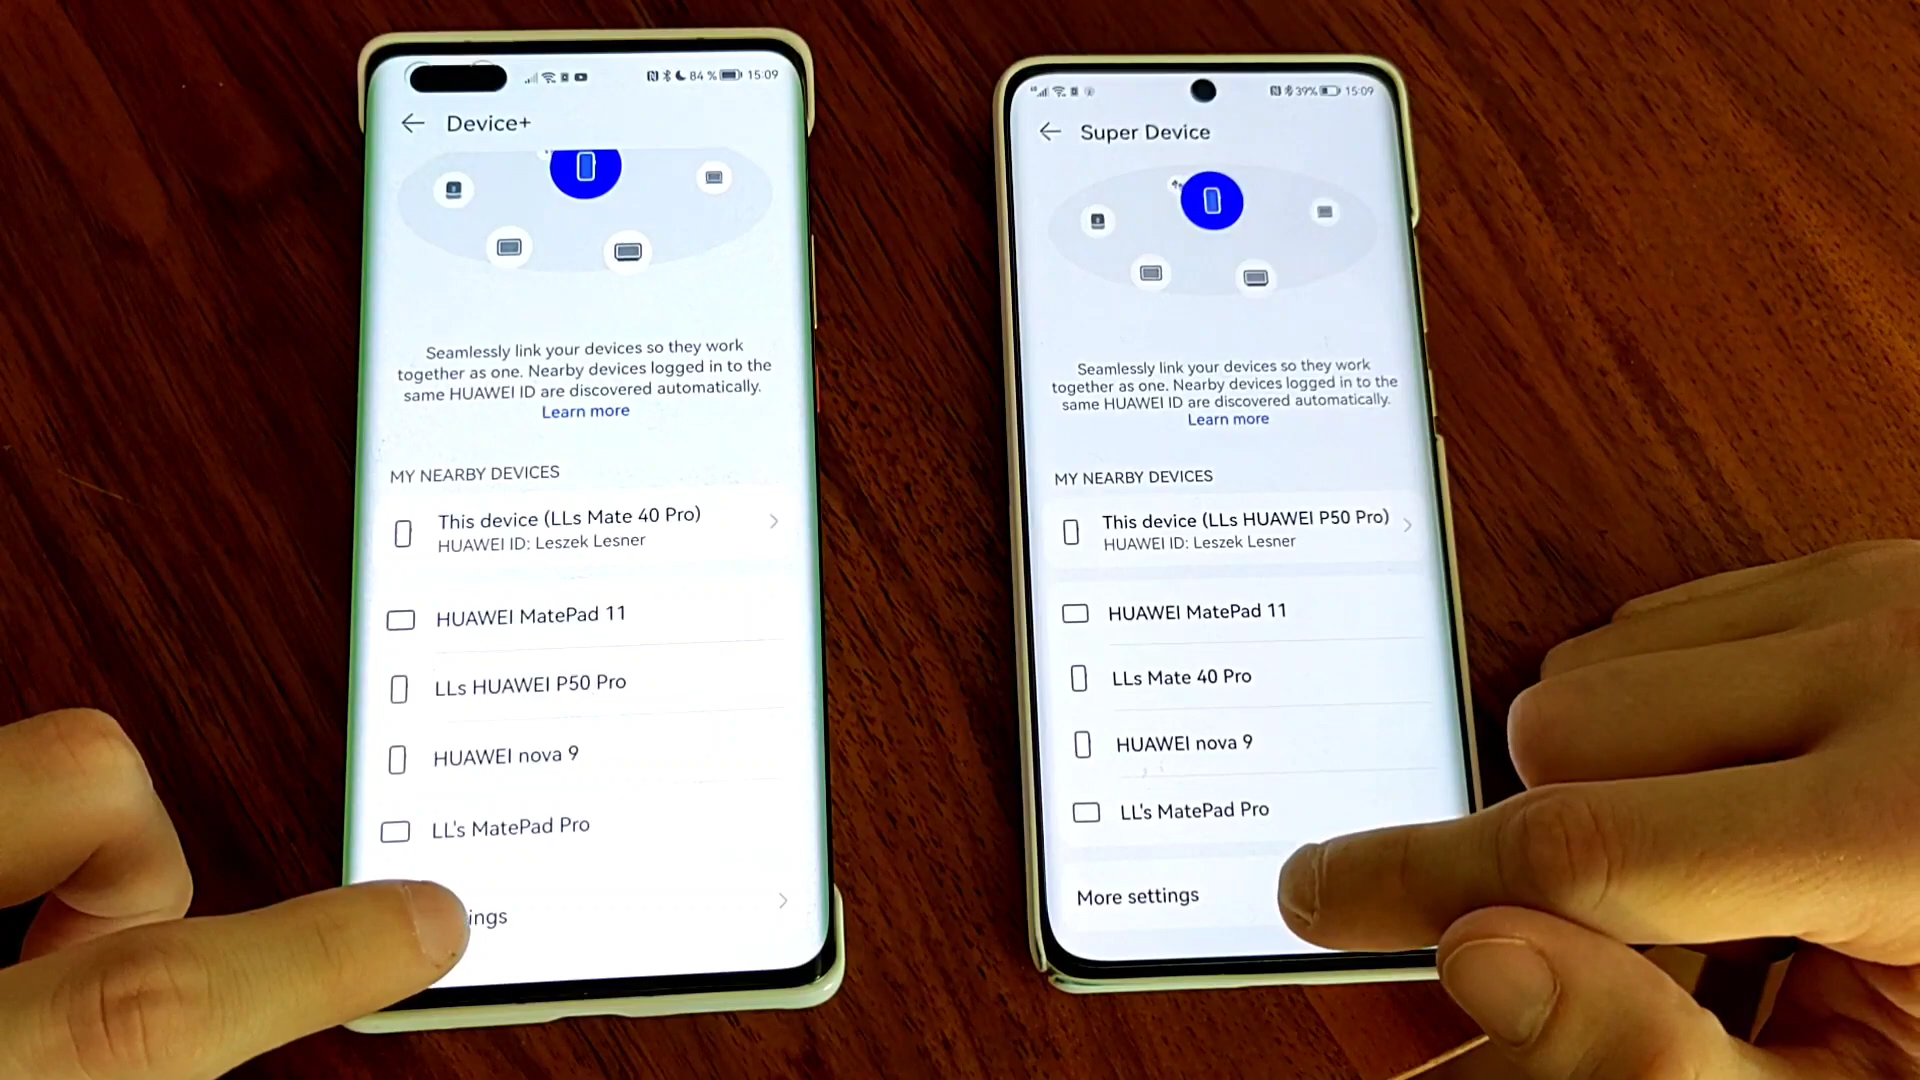 84 % 15:09
Device+
Seamlessly link your devices so they work
together as one. Nearby devices logged in to the
same HUAWEI ID are discovered automatically.
Learn more
MY NEARBY DEVICES
This device (LLs Mate 40 Pro)
HUAWEI ID: Leszek Lesner
HUAWEI MatePad 11
LLs HUAWEI P50 Pro
HUAWEI nova 9
LL's MatePad Pro
ings
39% 15:09
Super Device
Seamlessly link your devices so they work
together as one. Nearby devices logged in to the
same HUAWEI ID are discovered automatically.
Learn more
MY NEARBY DEVICES
This device (LLs HUAWEI P50 Pro)
HUAWEI ID: Leszek Lesner
HUAWEI MatePad 11
LLs Mate 40 Pro
HUAWEI nova 9
LL's MatePad Pro
More settings